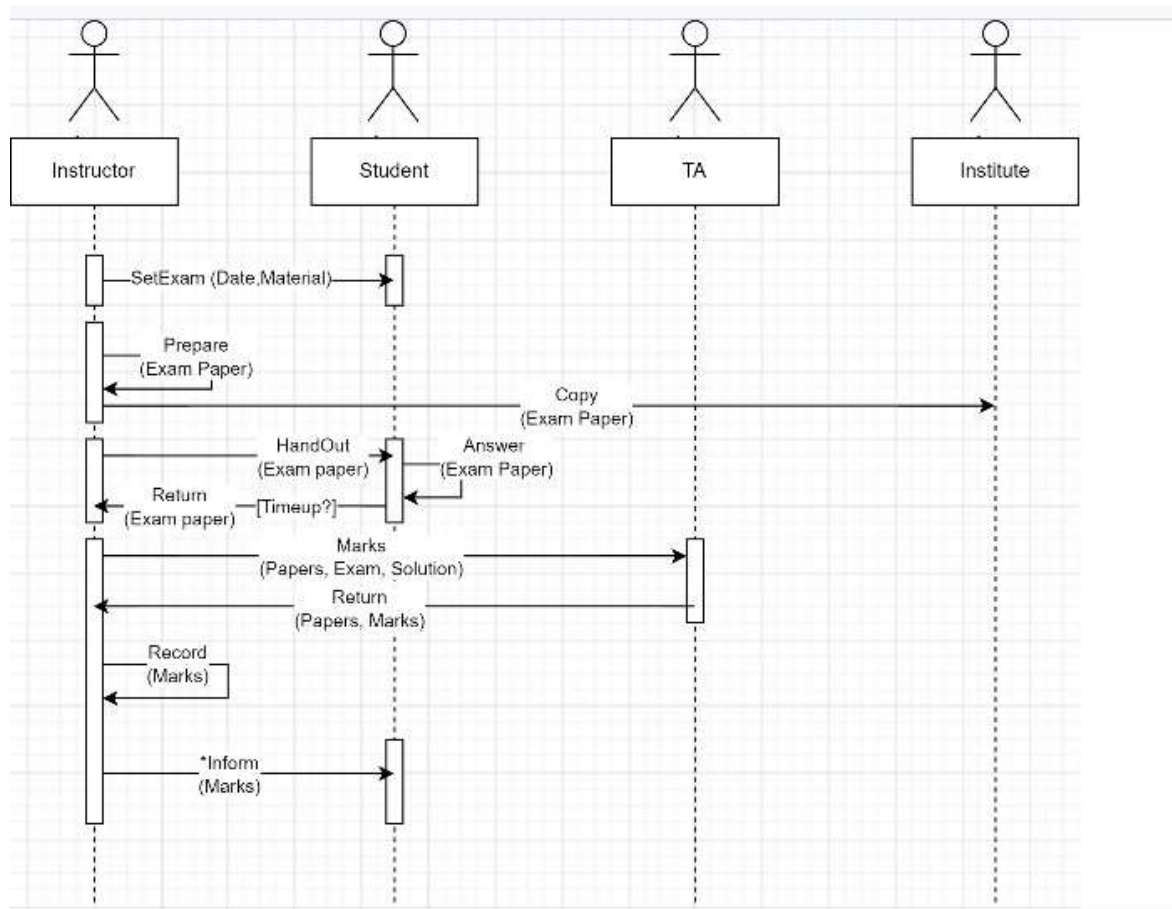 Instructor
Student
TA
Institute
SetExam (Date,Material)
Prepare
(Exam Paper)
Copy
(Exam Paper)
HandOut
(Exam paper)
Answer
(Exam Paper)
Return
(Exam paper)
[Timeup?]
Marks
(Papers, Exam, Solution)
Return
(Papers, Marks)
Record
(Marks)
*Inform
(Marks)